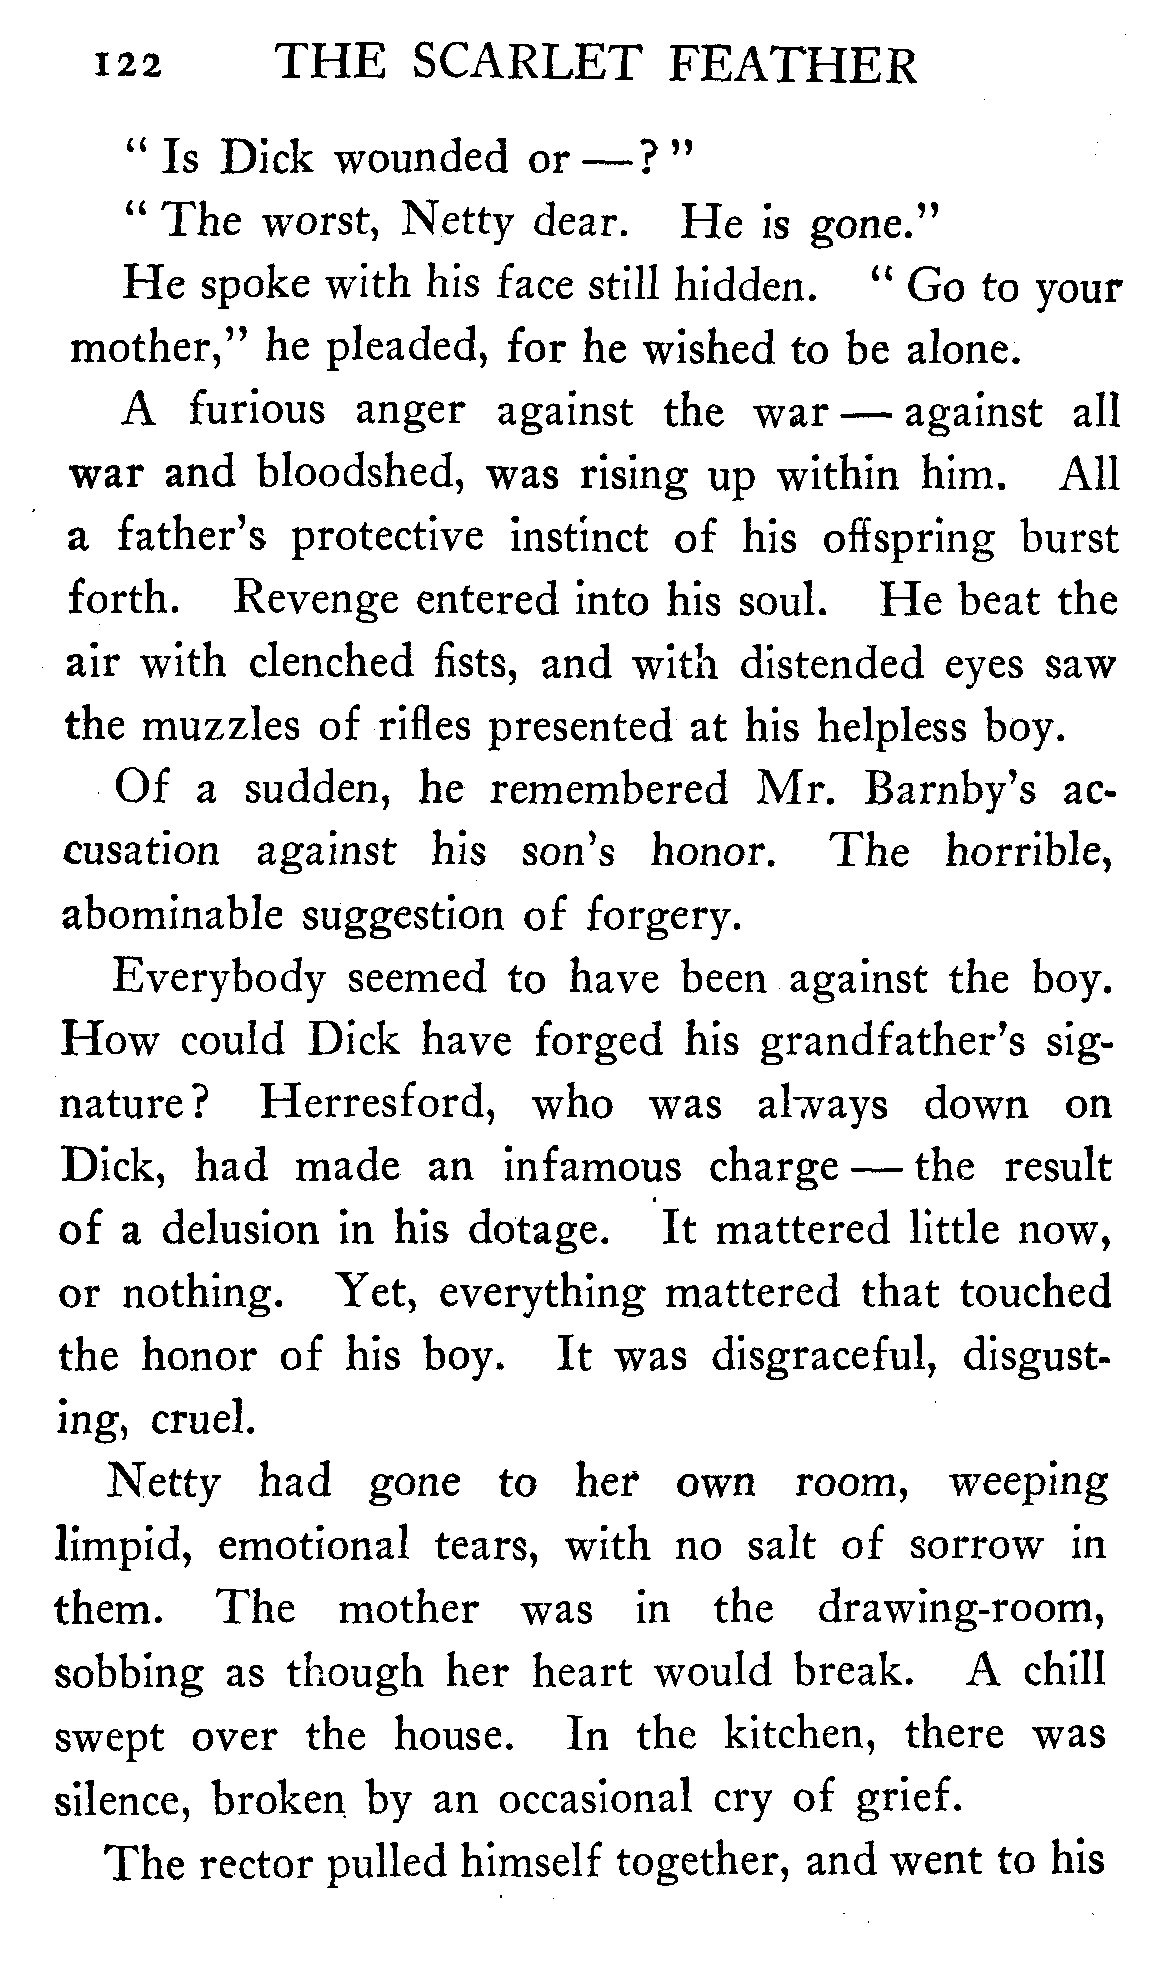 122 THE SCARLET FEATHER
“ Is Dick wounded or — ? ”
“ The worst, Netty dear. He is gone.”
He spoke with his face still hidden. “ Go to your
mother,” he pleaded, for he wished to be alone.
A furious anger against the war — against all
war and bloodshed, was rising up within him. All
a father’s protective instinct of his offspring burst
forth. Revenge entered into his soul. He beat the
air with clenched fists, and with distended eyes saw
the muzzles of rifles presented at his helpless boy.
Of a sudden, he remembered Mr. Barnby’s ac-
cusation against his son’s honor. The horrible,
abominable suggestion of forgery.
Everybody seemed to have been against the boy.
How could Dick have forged his grandfather’s sig-
nature? Herresford, who was always down on
Dick, had made an infamous charge — the result
of a delusion in his dotage. It mattered little now,
or nothing. Yet, everything mattered that touched
the honor of his boy. It was disgraceful, disgust-
ing, cruel.
Netty had gone to her own room, weeping
limpid, emotional tears, with no salt of sorrow in
them. The mother was in the drawing-room,
sobbing as though her heart would break. A chill
swept over the house. In the kitchen, there was
silence, broken by an occasional cry of grief.
The rector pulled himself together, and went to his